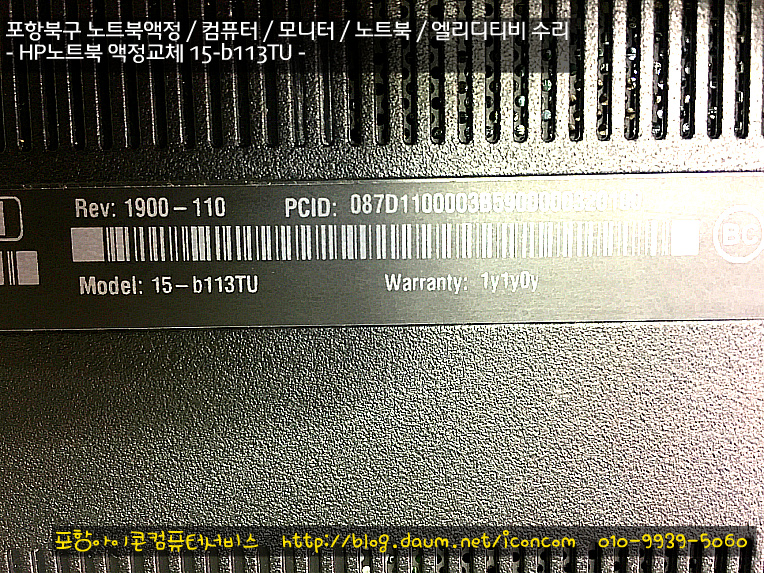 포항북구 노트북액정 / 컴퓨터 / 모니터 / 노트북 / 엘리디티비 수리
- HP노트북 액정교체 15-b113TU -
Rev: 1900-110 PCID:
Model: 15-b113TU Warranty: 1y1y0y
포항아이콘컴퓨터서비스 http://blog.daum.net/iconcom 010-9939-5060